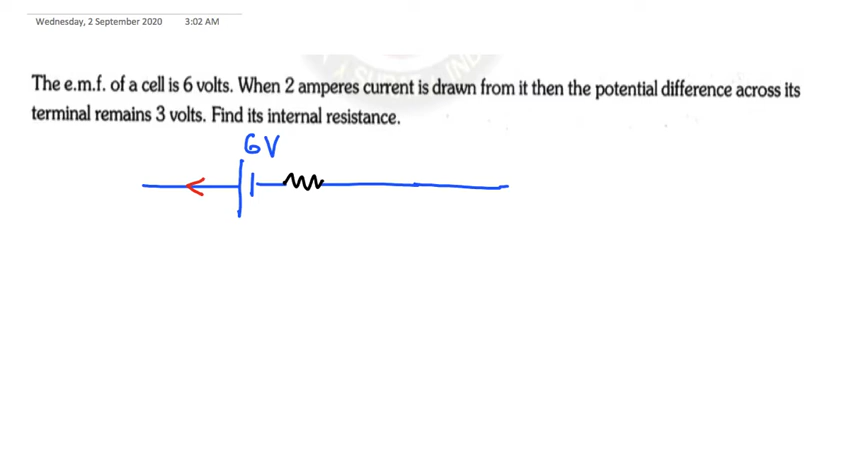 Wednesday, 2 September 2020 3:02 AM
The e.m.f. of a cell is 6 volts. When 2 amperes current is drawn from it then the potential difference across its
terminal remains 3 volts. Find its internal resistance.
6V